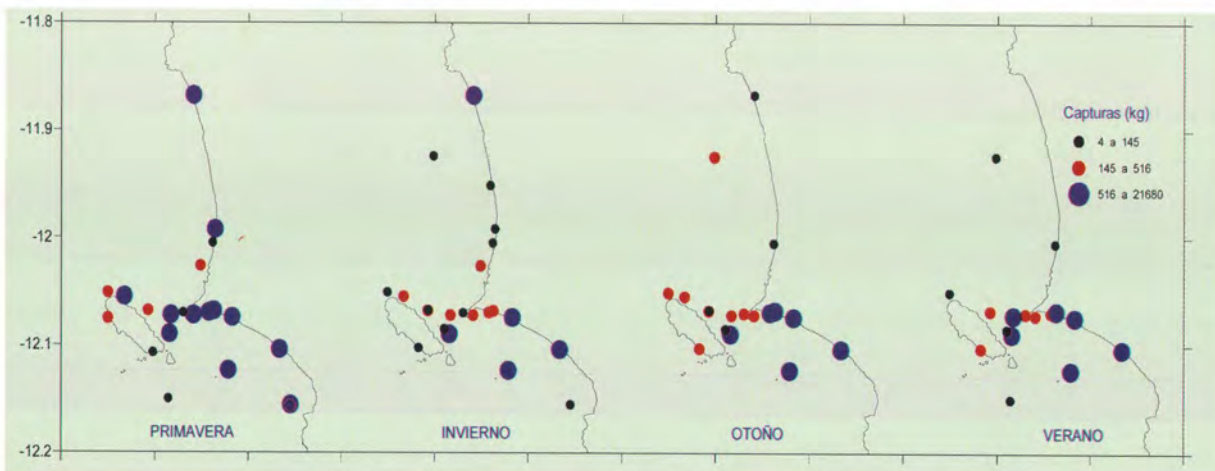 -11.8
-11.9
-12
-12.1
-12.2
Capturas (kg)
4 a 145
145 a 516
516 a 21680
PRIMAVERA
INVIERNO
OTOÑO
VERANO